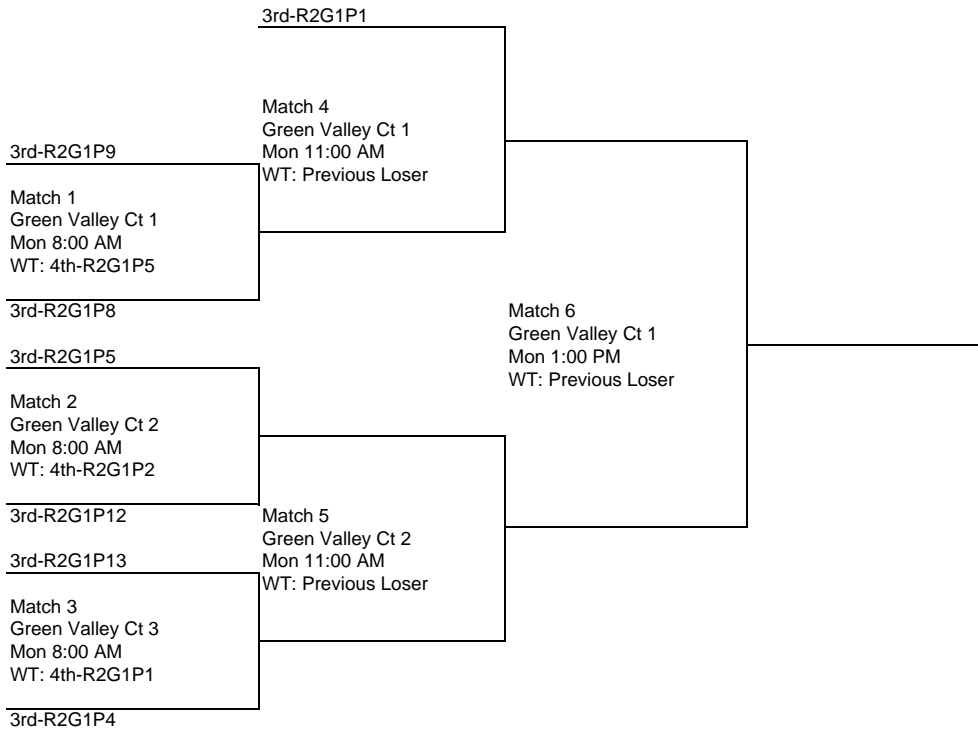 3rd-R2G1P1
Match 4
Green Valley Ct 1
Mon 11:00 AM
WT: Previous Loser
3rd-R2G1P9
Match 1
Green Valley Ct 1
Mon 8:00 AM
WT: 4th-R2G1P5
3rd-R2G1P8
Match 6
Green Valley Ct 1
Mon 1:00 PM
WT: Previous Loser
3rd-R2G1P5
Match 2
Green Valley Ct 2
Mon 8:00 AM
WT: 4th-R2G1P2
3rd-R2G1P12
Match 5
Green Valley Ct 2
Mon 11:00 AM
WT: Previous Loser
3rd-R2G1P13
Match 3
Green Valley Ct 3
Mon 8:00 AM
WT: 4th-R2G1P1
3rd-R2G1P4